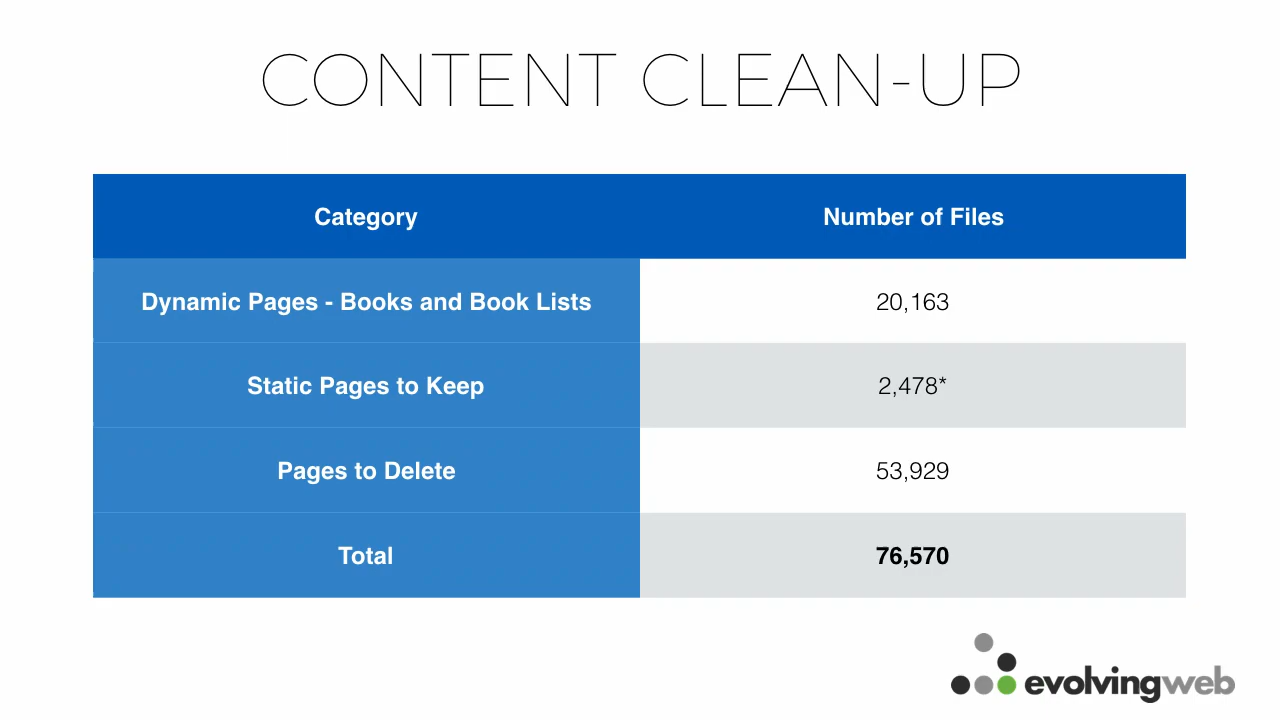 CONTENT CLEAN-UP
Category Number of Files
Dynamic Pages - Books and Book Lists 20,163
Static Pages to Keep 2,478*
Pages to Delete 53,929
Total 76,570
evolvingweb